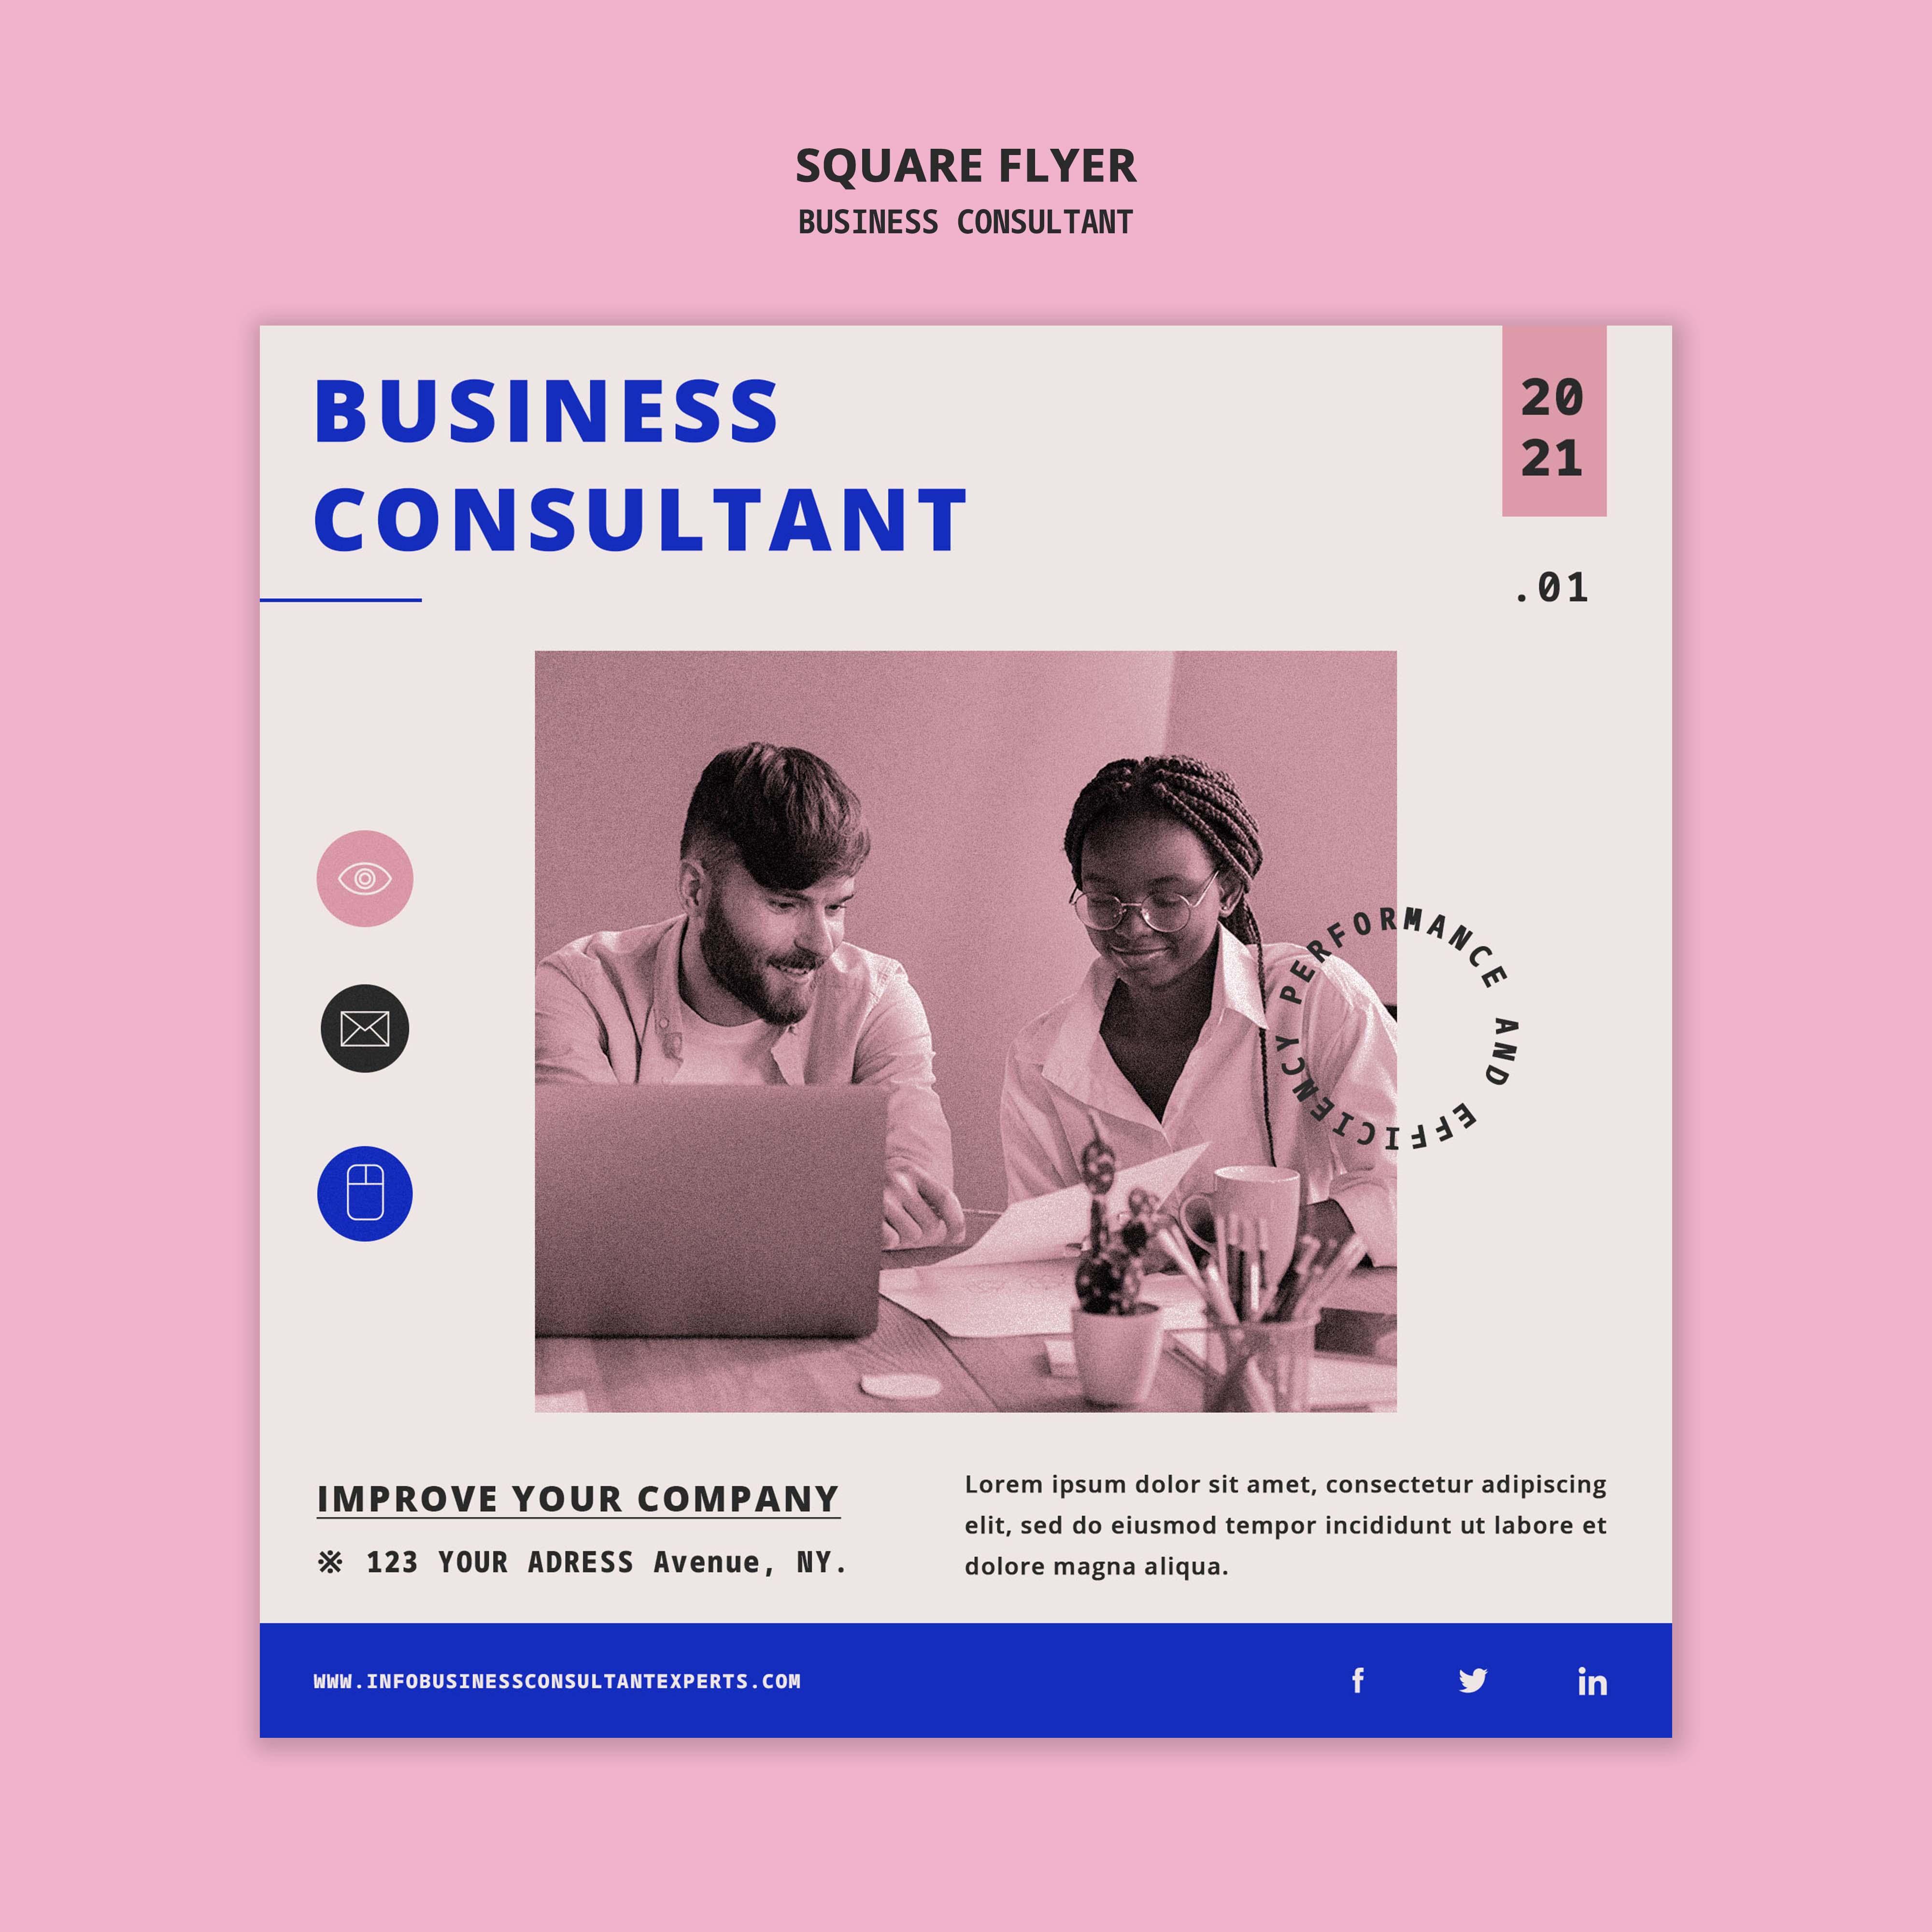 SQUARE FLYER
BUSINESS CONSULTANT
BUSINESS
CONSULTANT
20
21
.01
PERFORMANCE AND EFFICIENCY
IMPROVE YOUR COMPANY
※ 123 YOUR ADRESS Avenue, NY.
Lorem ipsum dolor sit amet, consectetur adipiscing
elit, sed do eiusmod tempor incididunt ut labore et
dolore magna aliqua.
WWW.INFOBUSINESSCONSULTANTEXPERTS.COM
f
in